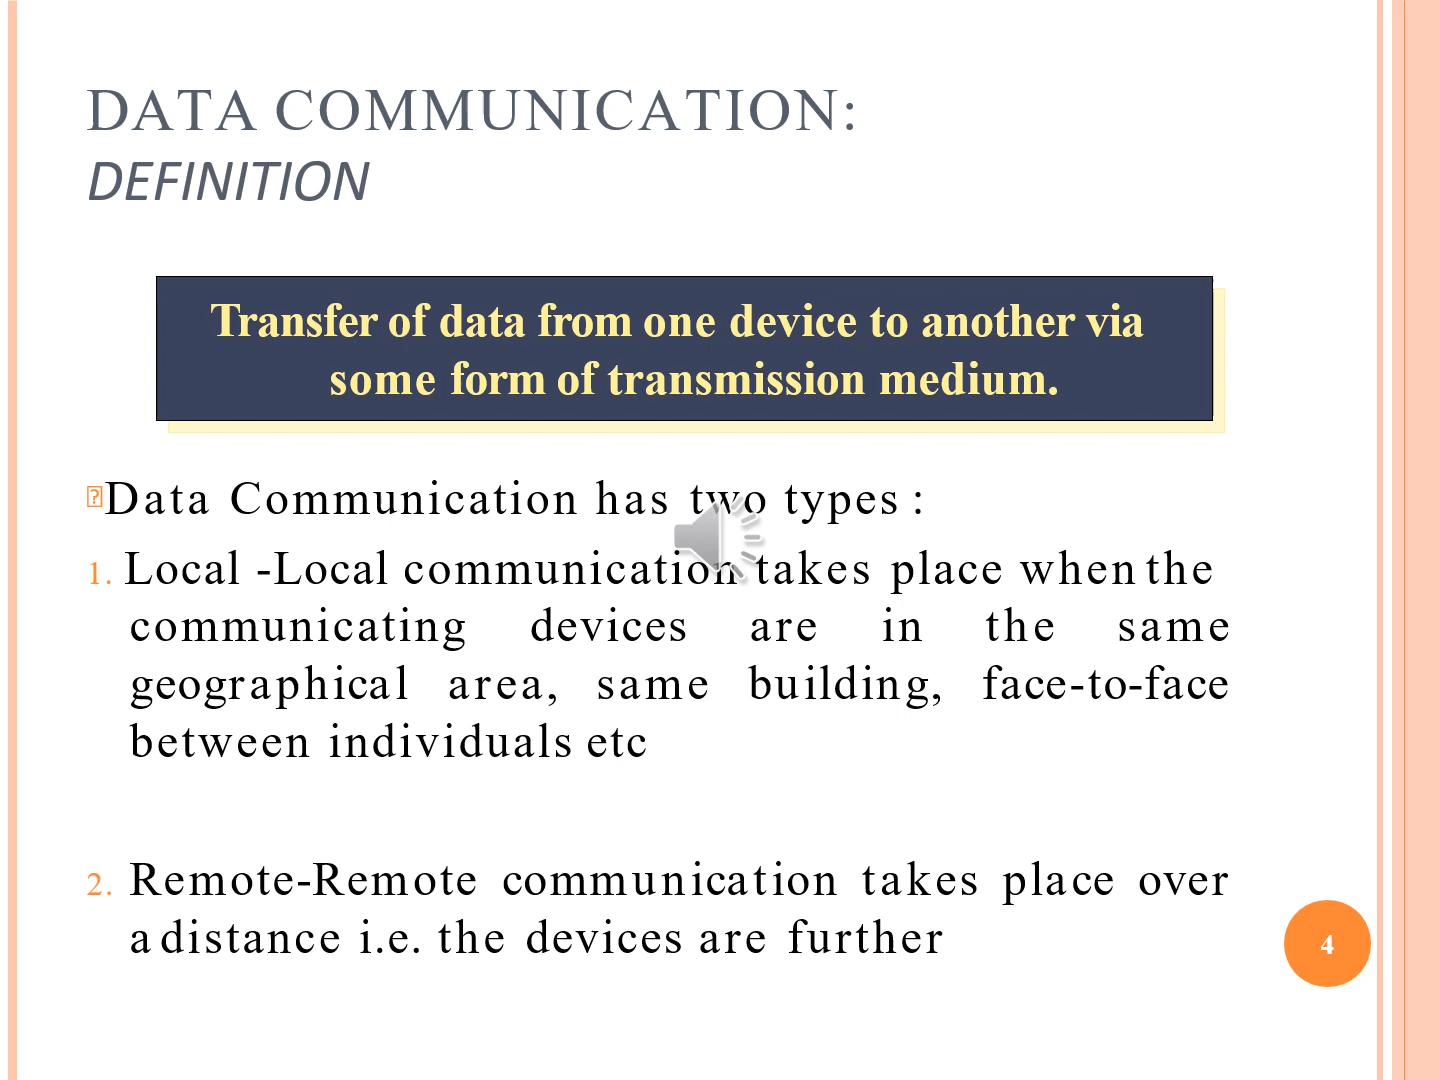 DATA COMMUNICATION:
DEFINITION
Transfer of data from one device to another via
some form of transmission medium.
Data Communication has two types :
1. Local -Local communication takes place when the
communicating devices are in the same
geographical area, same building, face-to-face
between individuals etc
2. Remote-Remote communication takes place over
a distance i.e. the devices are further
4